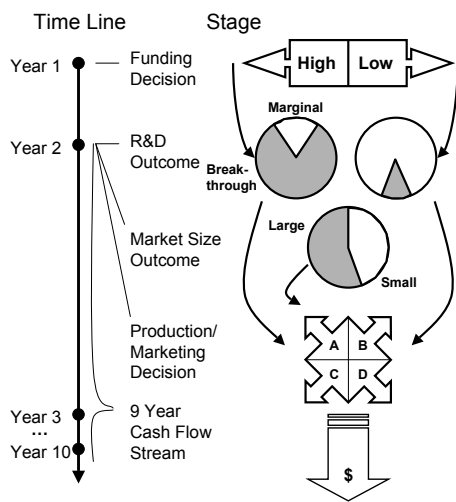 Time Line
Stage
Year 1
Funding
Decision
High
Low
Year 2
R&D
Outcome
Marginal
Break-
through
Market Size
Outcome
Large
Small
Production/
Marketing
Decision
A
B
C
D
Year 3
...
Year 10
9 Year
Cash Flow
Stream
$